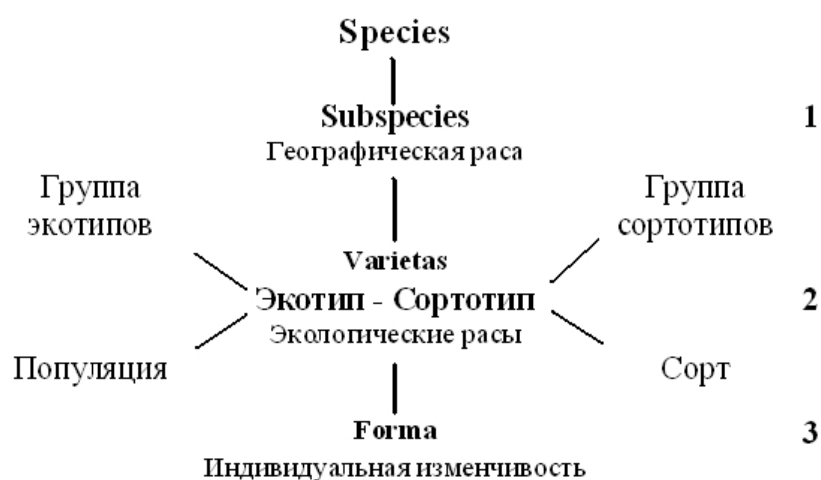 Species
Subspecies 1
Географическая раса
Группа
экотипов
Группа
сортотипов
Varietas
Экотип - Сортотип 2
Экологические расы
Популяция
Сорт
Forma 3
Индивидуальная изменчивость